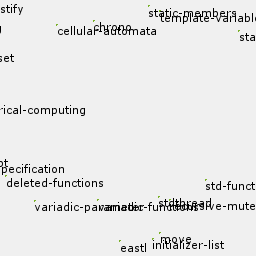 stify
static-members
template-variable
chrono
cellular-automata
sta
set
rical-computing
pt
pecification
deleted-functions
std-funct
variadic-parameter
variadic-functions
stdthread
recursive-mute
move
initializer-list
eastl